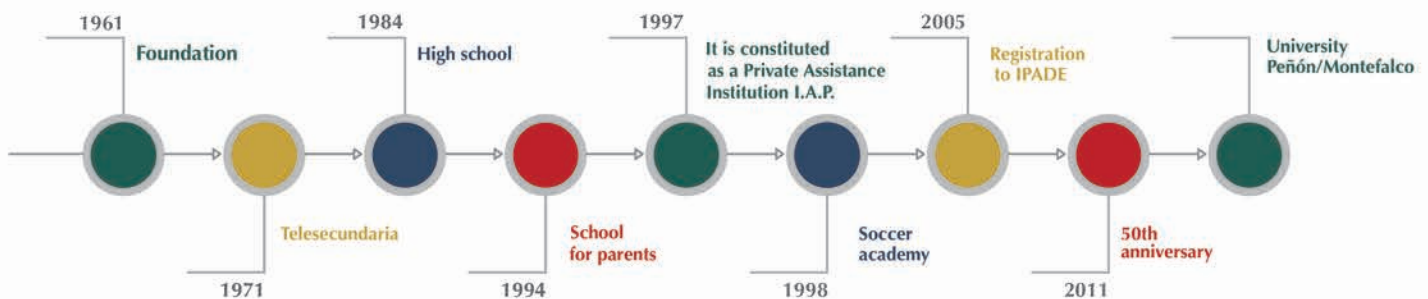 1961
Foundation
Telesecundaria
1971
1984
High school
School
for parents
1994
1997
It is constituted
as a Private Assistance
Institution I.A.P.
Soccer
academy
1998
2005
Registration
to IPADE
50th
anniversary
2011
University
Peñón/Montefalco